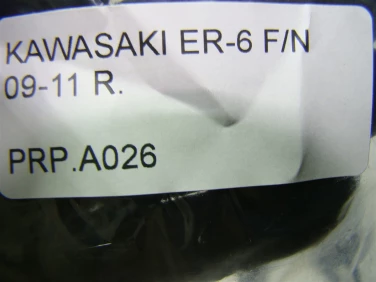 KAWASAKI ER-6 F/N
09-11 R.
PRP.A026